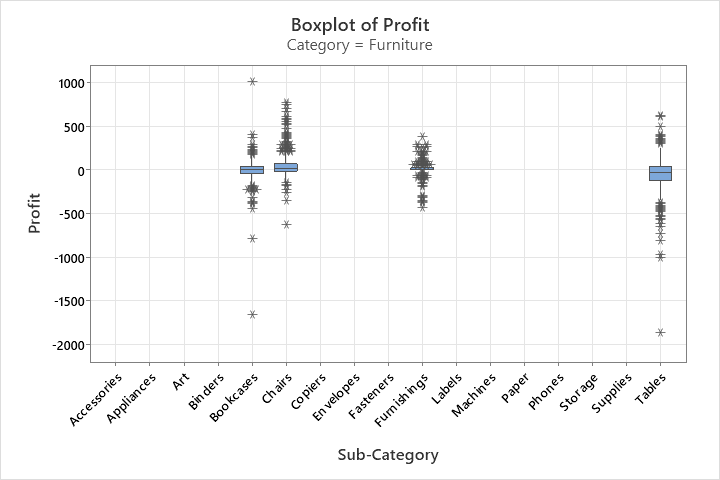 Boxplot of Profit
Category = Furniture
Profit
1000
500
0
-500
-1000
-1500
-2000
Accessories
Appliances
Art
Binders
Bookcases
Chairs
Copiers
Envelopes
Fasteners
Furnishings
Labels
Machines
Paper
Phones
Storage
Supplies
Tables
Sub-Category